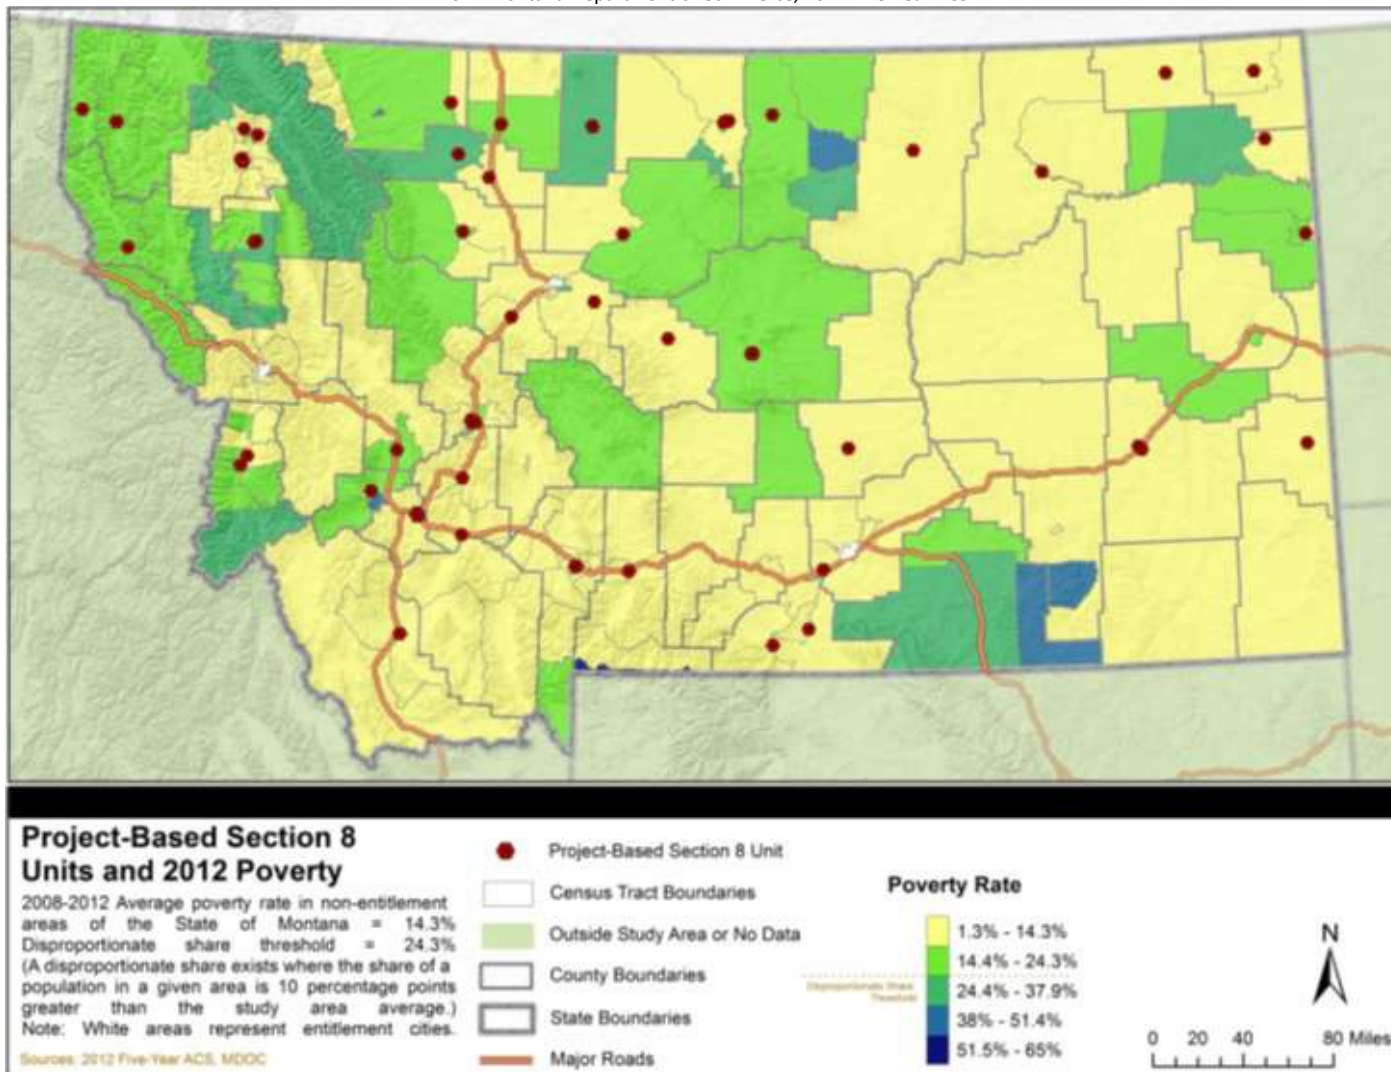 Project-Based Section 8
Units and 2012 Poverty
2008-2012 Average poverty rate in non-entitlement
areas of the State of Montana = 14.3%
Disproportionate share threshold = 24.3%
(A disproportionate share exists where the share of a
population in a given area is 10 percentage points
greater than the study area average.)
Note: White areas represent entitlement cities.
Sources: 2012 Five-Year ACS, MDOC
Project-Based Section 8 Unit
Census Tract Boundaries
Outside Study Area or No Data
County Boundaries
State Boundaries
Major Roads
Poverty Rate
1.3% - 14.3%
14.4% - 24.3%
24.4% - 37.9%
38% - 51.4%
51.5% - 65%
Disproportionate Share
Threshold
N
0 20 40 80 Miles